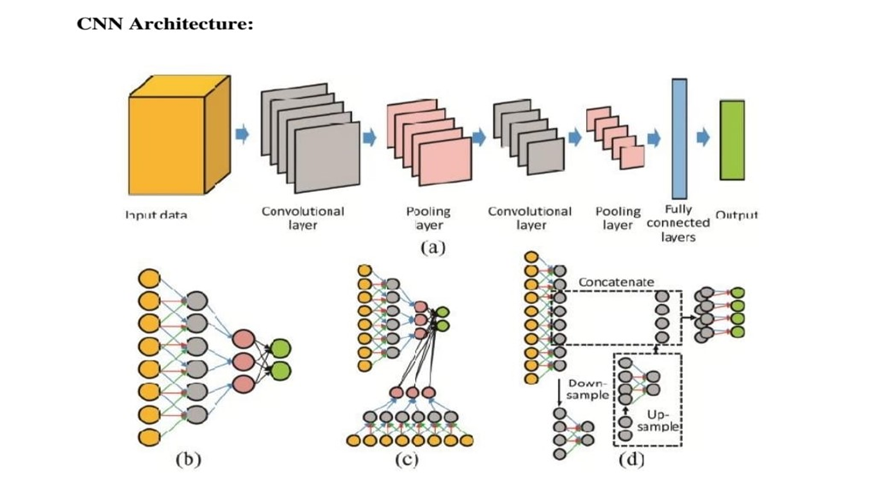 CNN Architecture:
Input data
Convolutional
layer
Pooling
layer
Convolutional
layer
Pooling
layer
Fully
connected
layers
Output
(a)
Concatenate
Down-
sample
Up-
sample
(b)
(c)
(d)